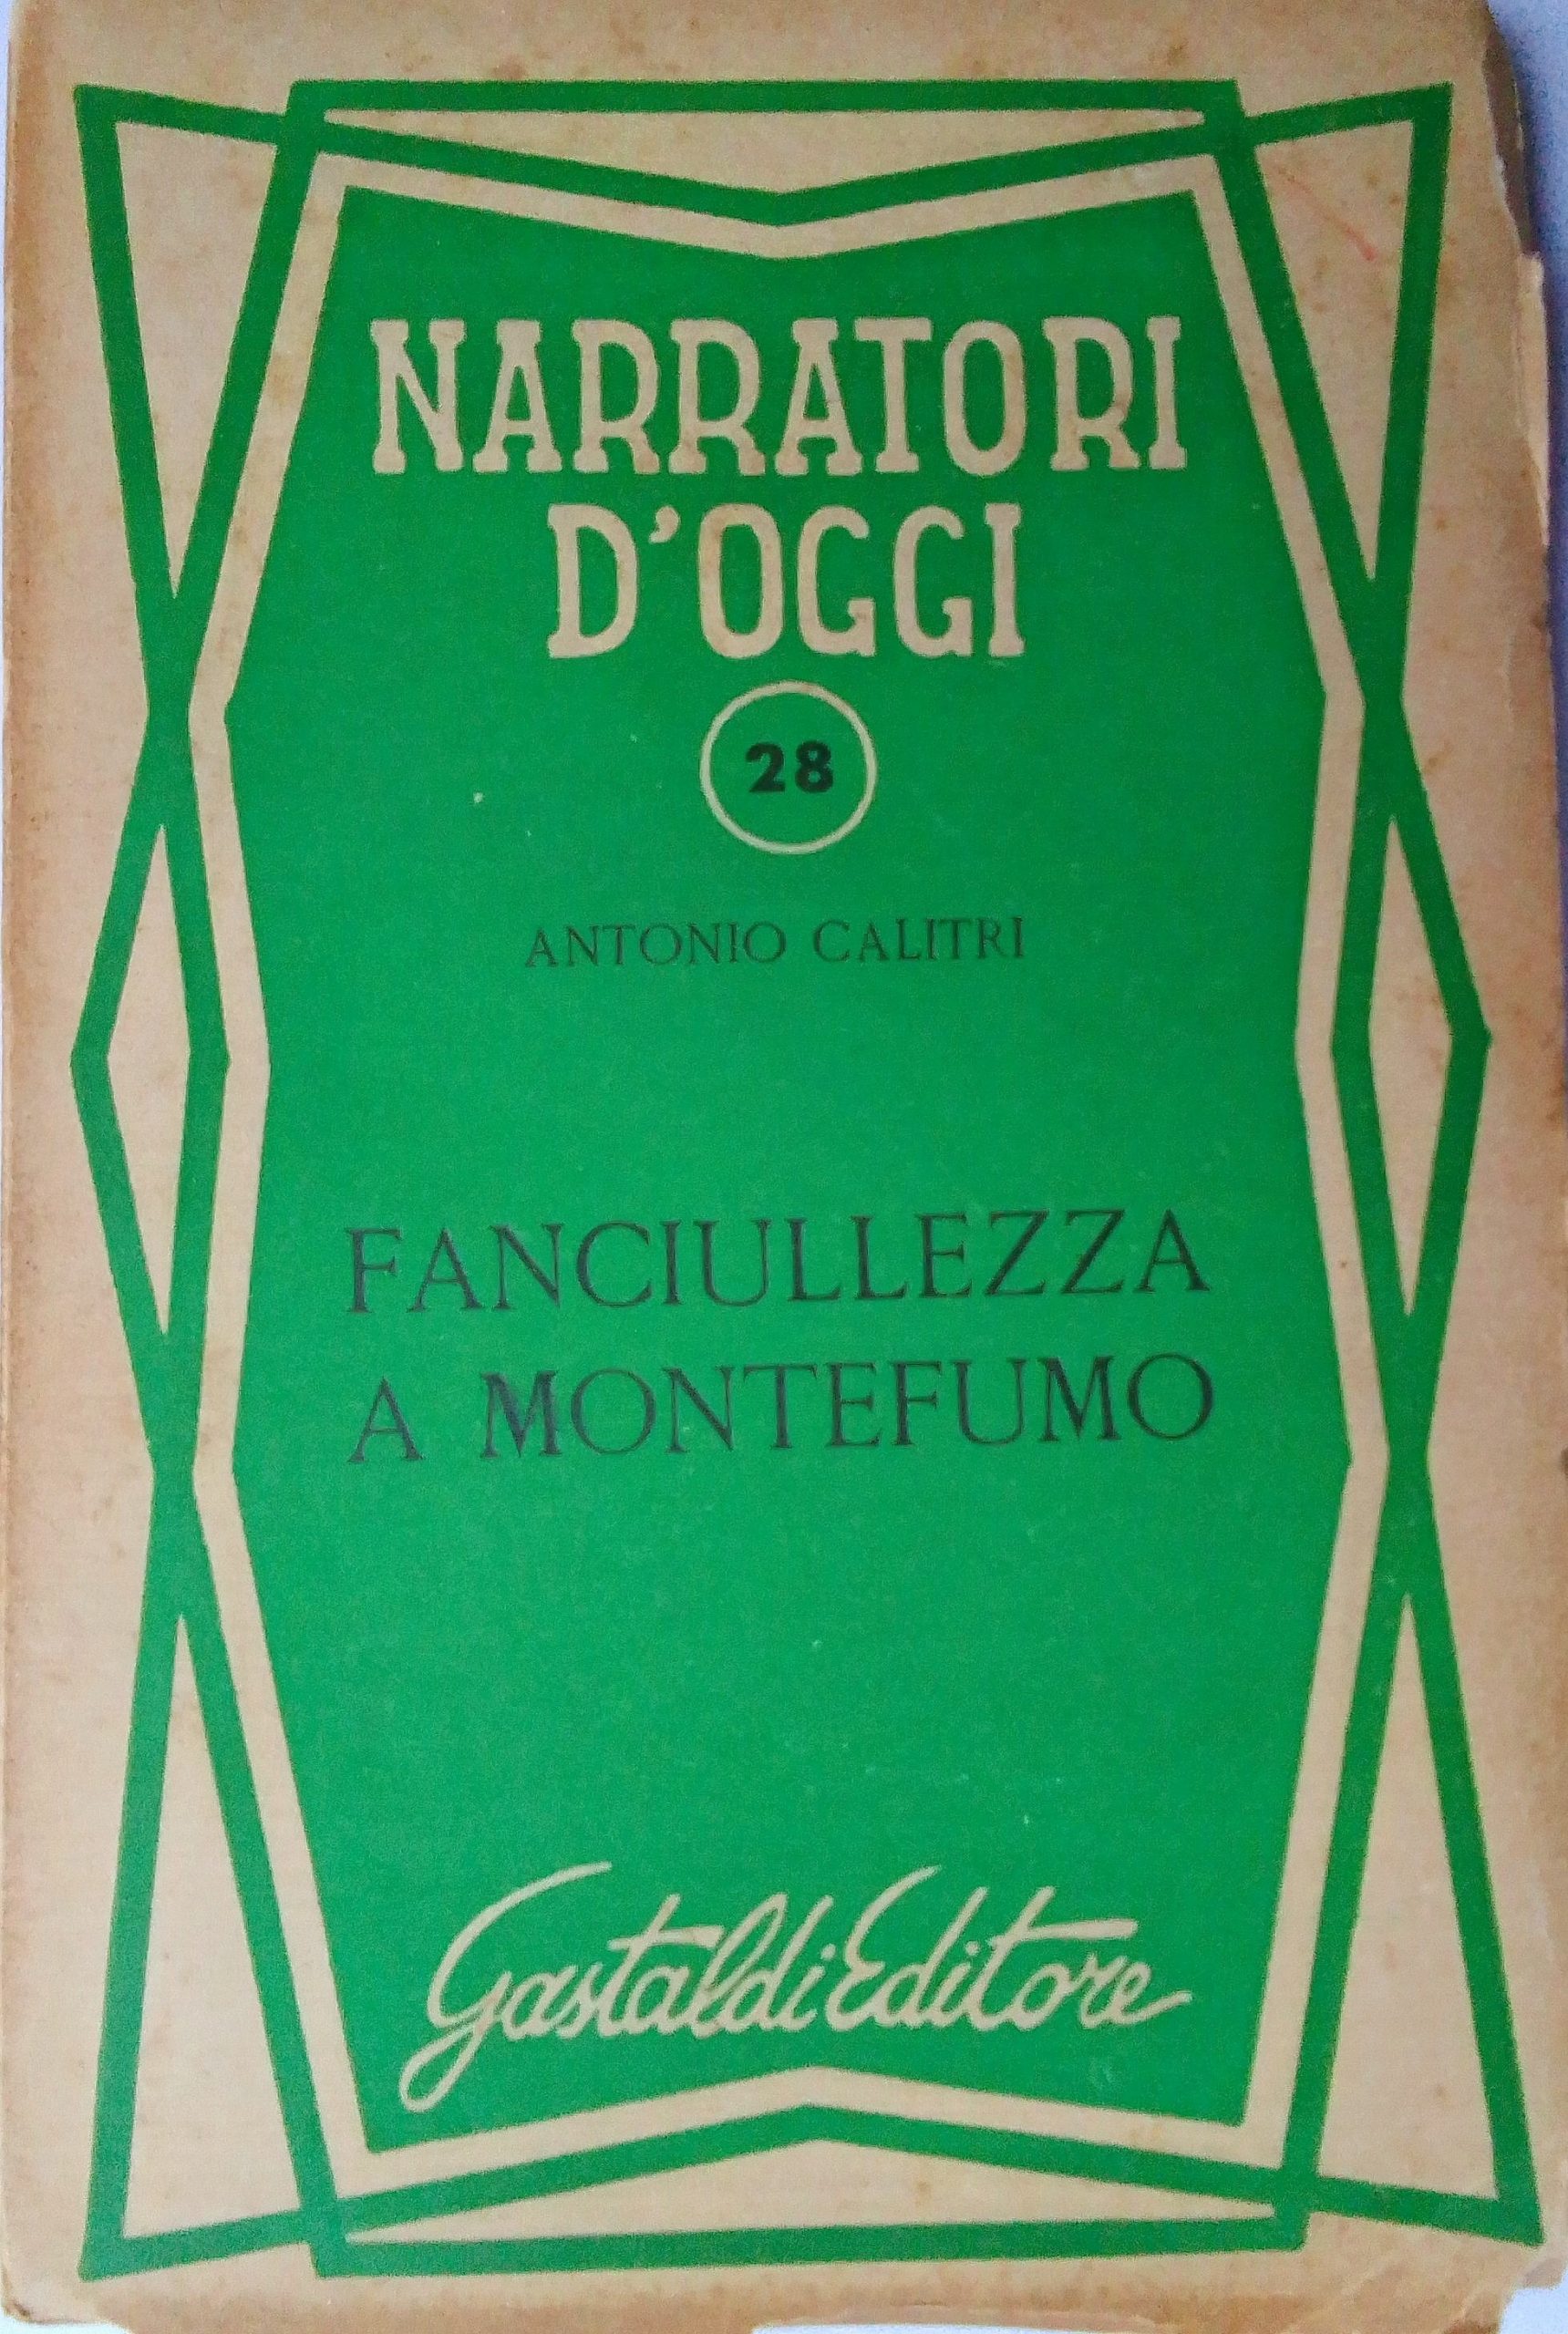 NARRATORI
D'OGGI
28
ANTONIO CALITRI
FANCIULLEZZA
A MONTEFUMO
Gastaldi Editore